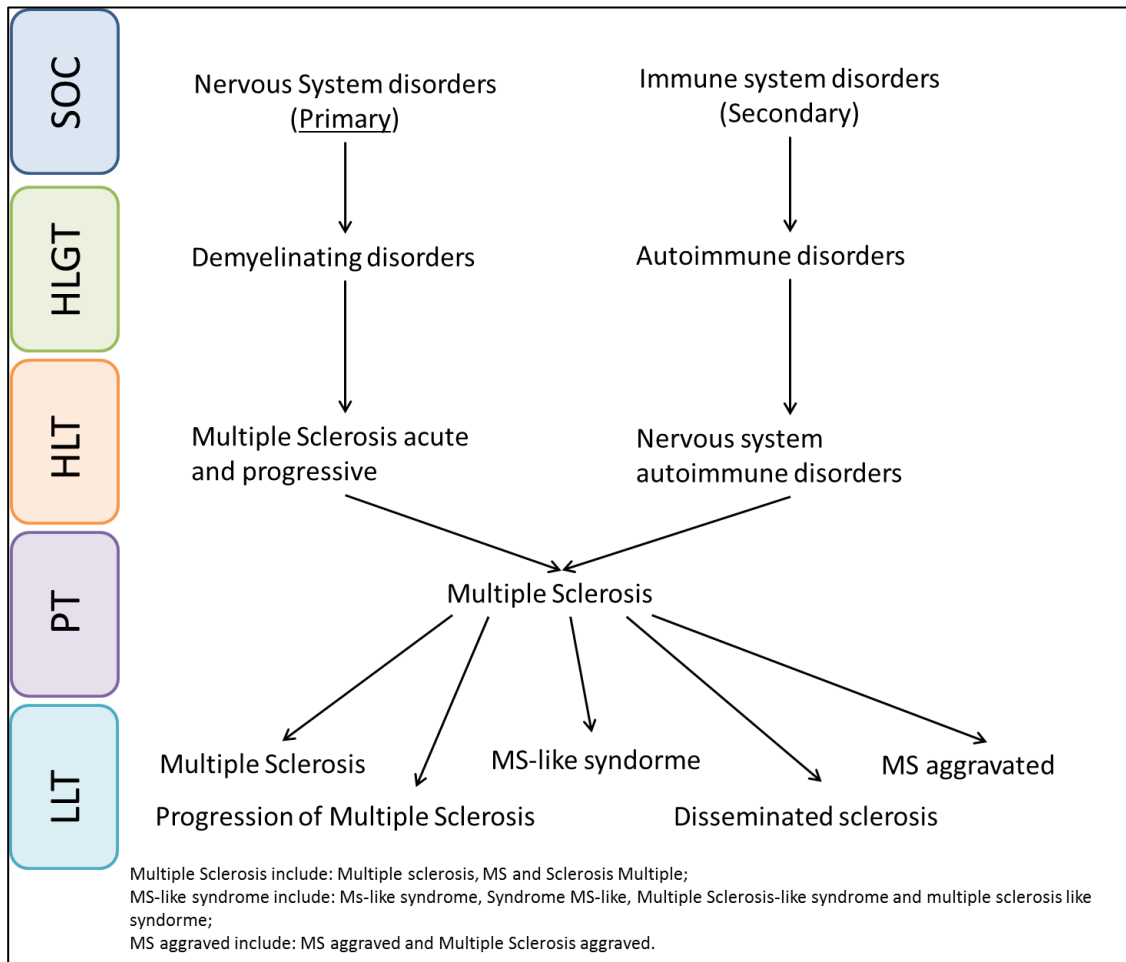 SOC
Nervous System disorders
(Primary)
Immune system disorders
(Secondary)
HLGT
Demyelinating disorders
Autoimmune disorders
HLT
Multiple Sclerosis acute
and progressive
Nervous system
autoimmune disorders
PT
Multiple Sclerosis
LLT
Multiple Sclerosis
MS-like syndorme
MS aggravated
Progression of Multiple Sclerosis
Disseminated sclerosis
Multiple Sclerosis include: Multiple sclerosis, MS and Sclerosis Multiple;
MS-like syndrome include: Ms-like syndrome, Syndrome MS-like, Multiple Sclerosis-like syndrome and multiple sclerosis like
syndorme;
MS aggraved include: MS aggraved and Multiple Sclerosis aggraved.